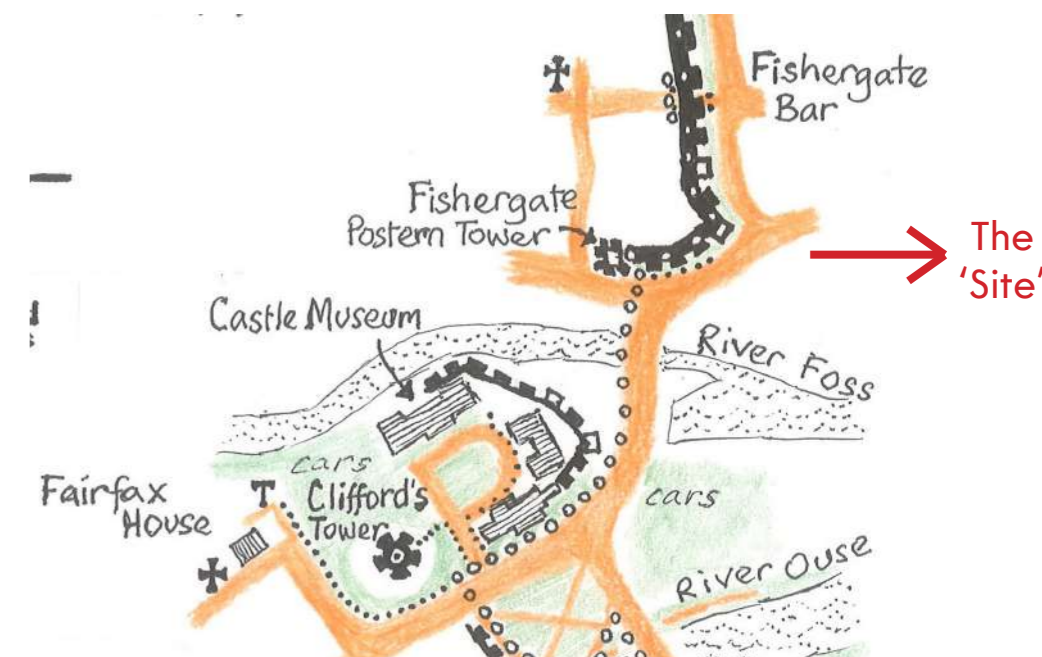 Fishergate
Bar
Fishergate
Postern Tower
The
'Site'
Castle Museum
River Foss
cars
Clifford's
Tower
cars
Fairfax
House
T
River Ouse